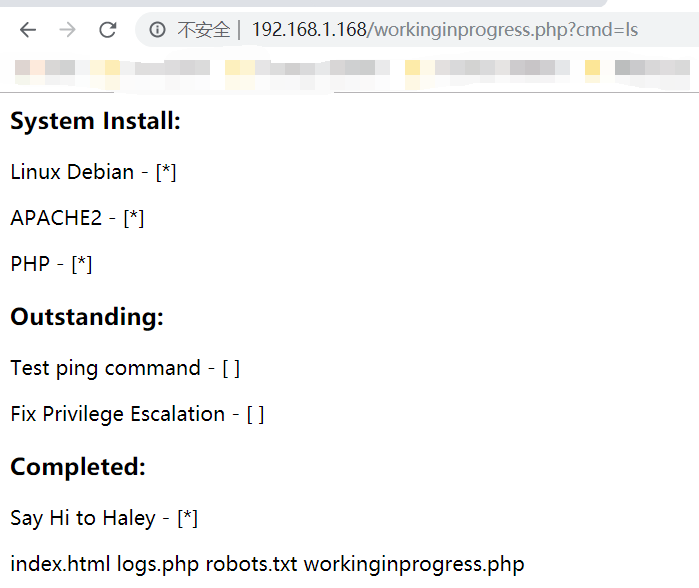 不安全 | 192.168.1.168/workinginprogress.php?cmd=ls
System Install:
Linux Debian - [*]
APACHE2 - [*]
PHP - [*]
Outstanding:
Test ping command - [ ]
Fix Privilege Escalation - [ ]
Completed:
Say Hi to Haley - [*]
index.html logs.php robots.txt workinginprogress.php